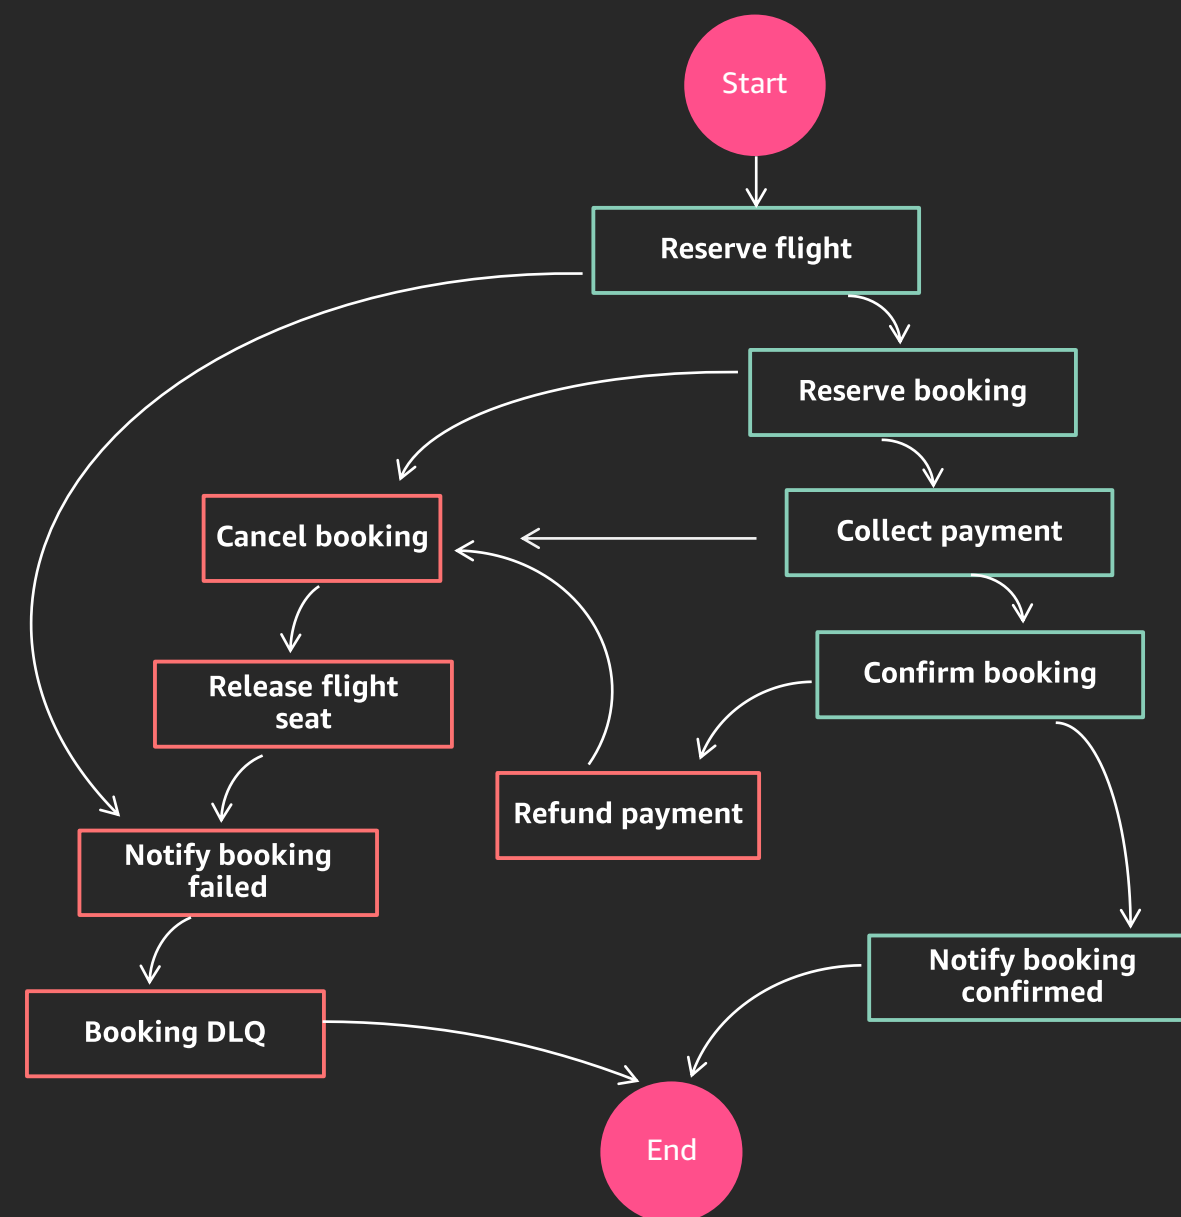 Start
Reserve flight
Reserve booking
Cancel booking
Collect payment
Confirm booking
Release flight
seat
Refund payment
Notify booking
failed
Notify booking
confirmed
Booking DLQ
End